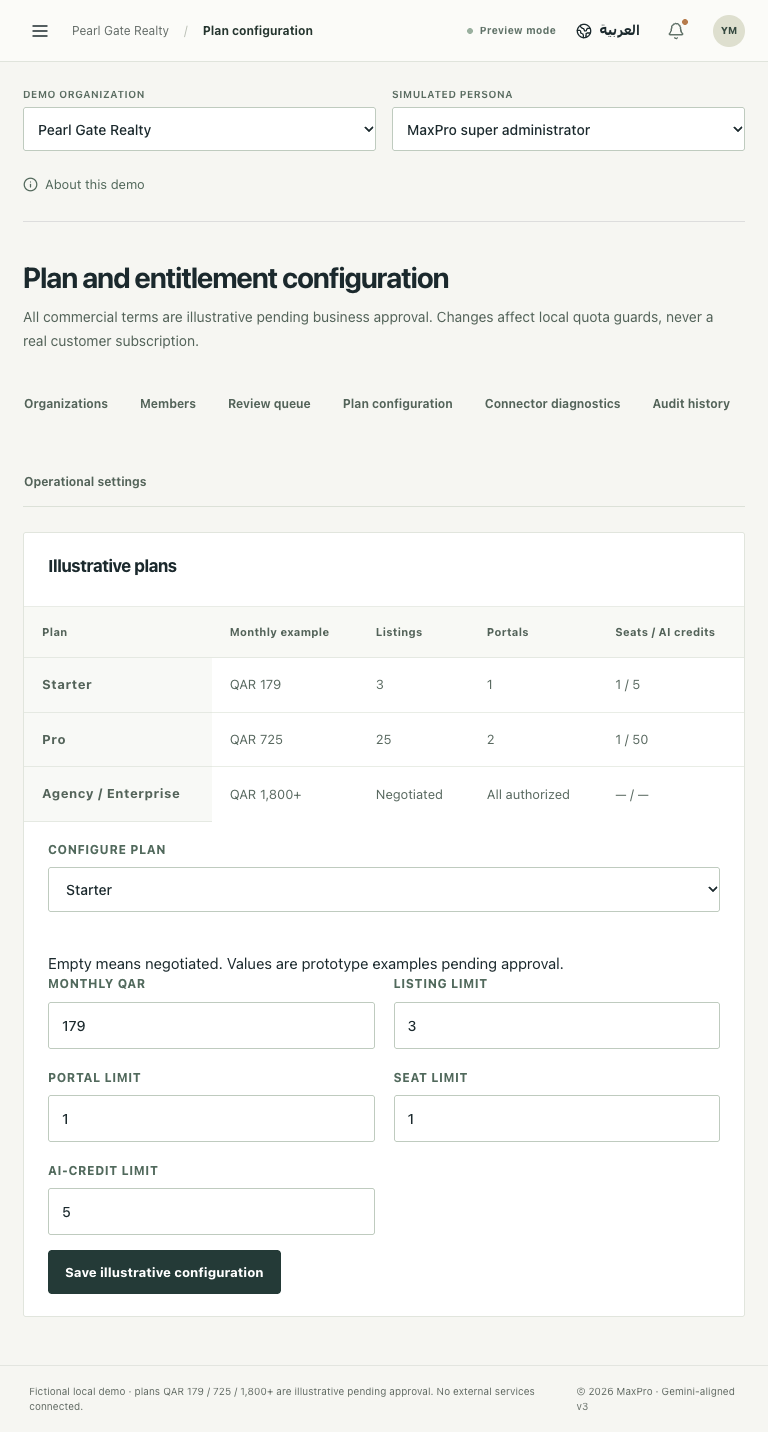 Pearl Gate Realty / Plan configuration
Preview mode
العربية
YM
DEMO ORGANIZATION
SIMULATED PERSONA
Pearl Gate Realty
MaxPro super administrator
About this demo
Plan and entitlement configuration
All commercial terms are illustrative pending business approval. Changes affect local quota guards, never a
real customer subscription.
Organizations Members Review queue Plan configuration Connector diagnostics Audit history
Operational settings
Illustrative plans
Plan Monthly example Listings Portals Seats / AI credits
Starter QAR 179 3 1 1 / 5
Pro QAR 725 25 2 1 / 50
Agency / Enterprise QAR 1,800+ Negotiated All authorized — / —
CONFIGURE PLAN
Starter
Empty means negotiated. Values are prototype examples pending approval.
MONTHLY QAR
LISTING LIMIT
179
3
PORTAL LIMIT
SEAT LIMIT
1
1
AI-CREDIT LIMIT
5
Save illustrative configuration
Fictional local demo · plans QAR 179 / 725 / 1,800+ are illustrative pending approval. No external services
connected.
© 2026 MaxPro · Gemini-aligned
v3